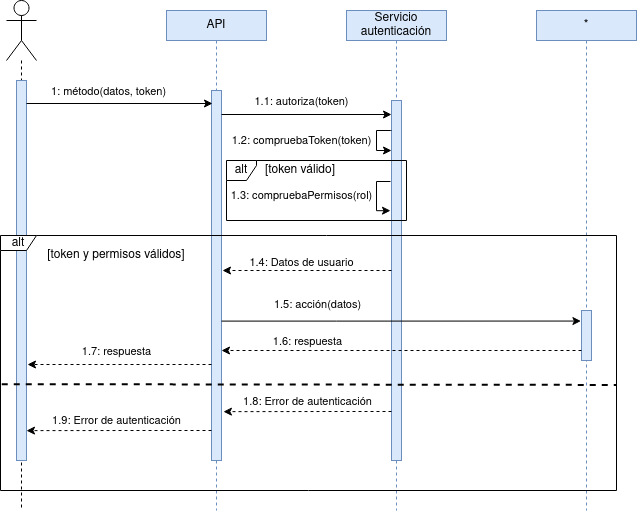 API
Servicio
autenticación
*
1: método(datos, token)
1.1: autoriza(token)
1.2: compruebaToken(token)
alt
[token válido]
1.3: compruebaPermisos(rol)
alt
[token y permisos válidos]
1.4: Datos de usuario
1.5: acción(datos)
1.6: respuesta
1.7: respuesta
1.8: Error de autenticación
1.9: Error de autenticación